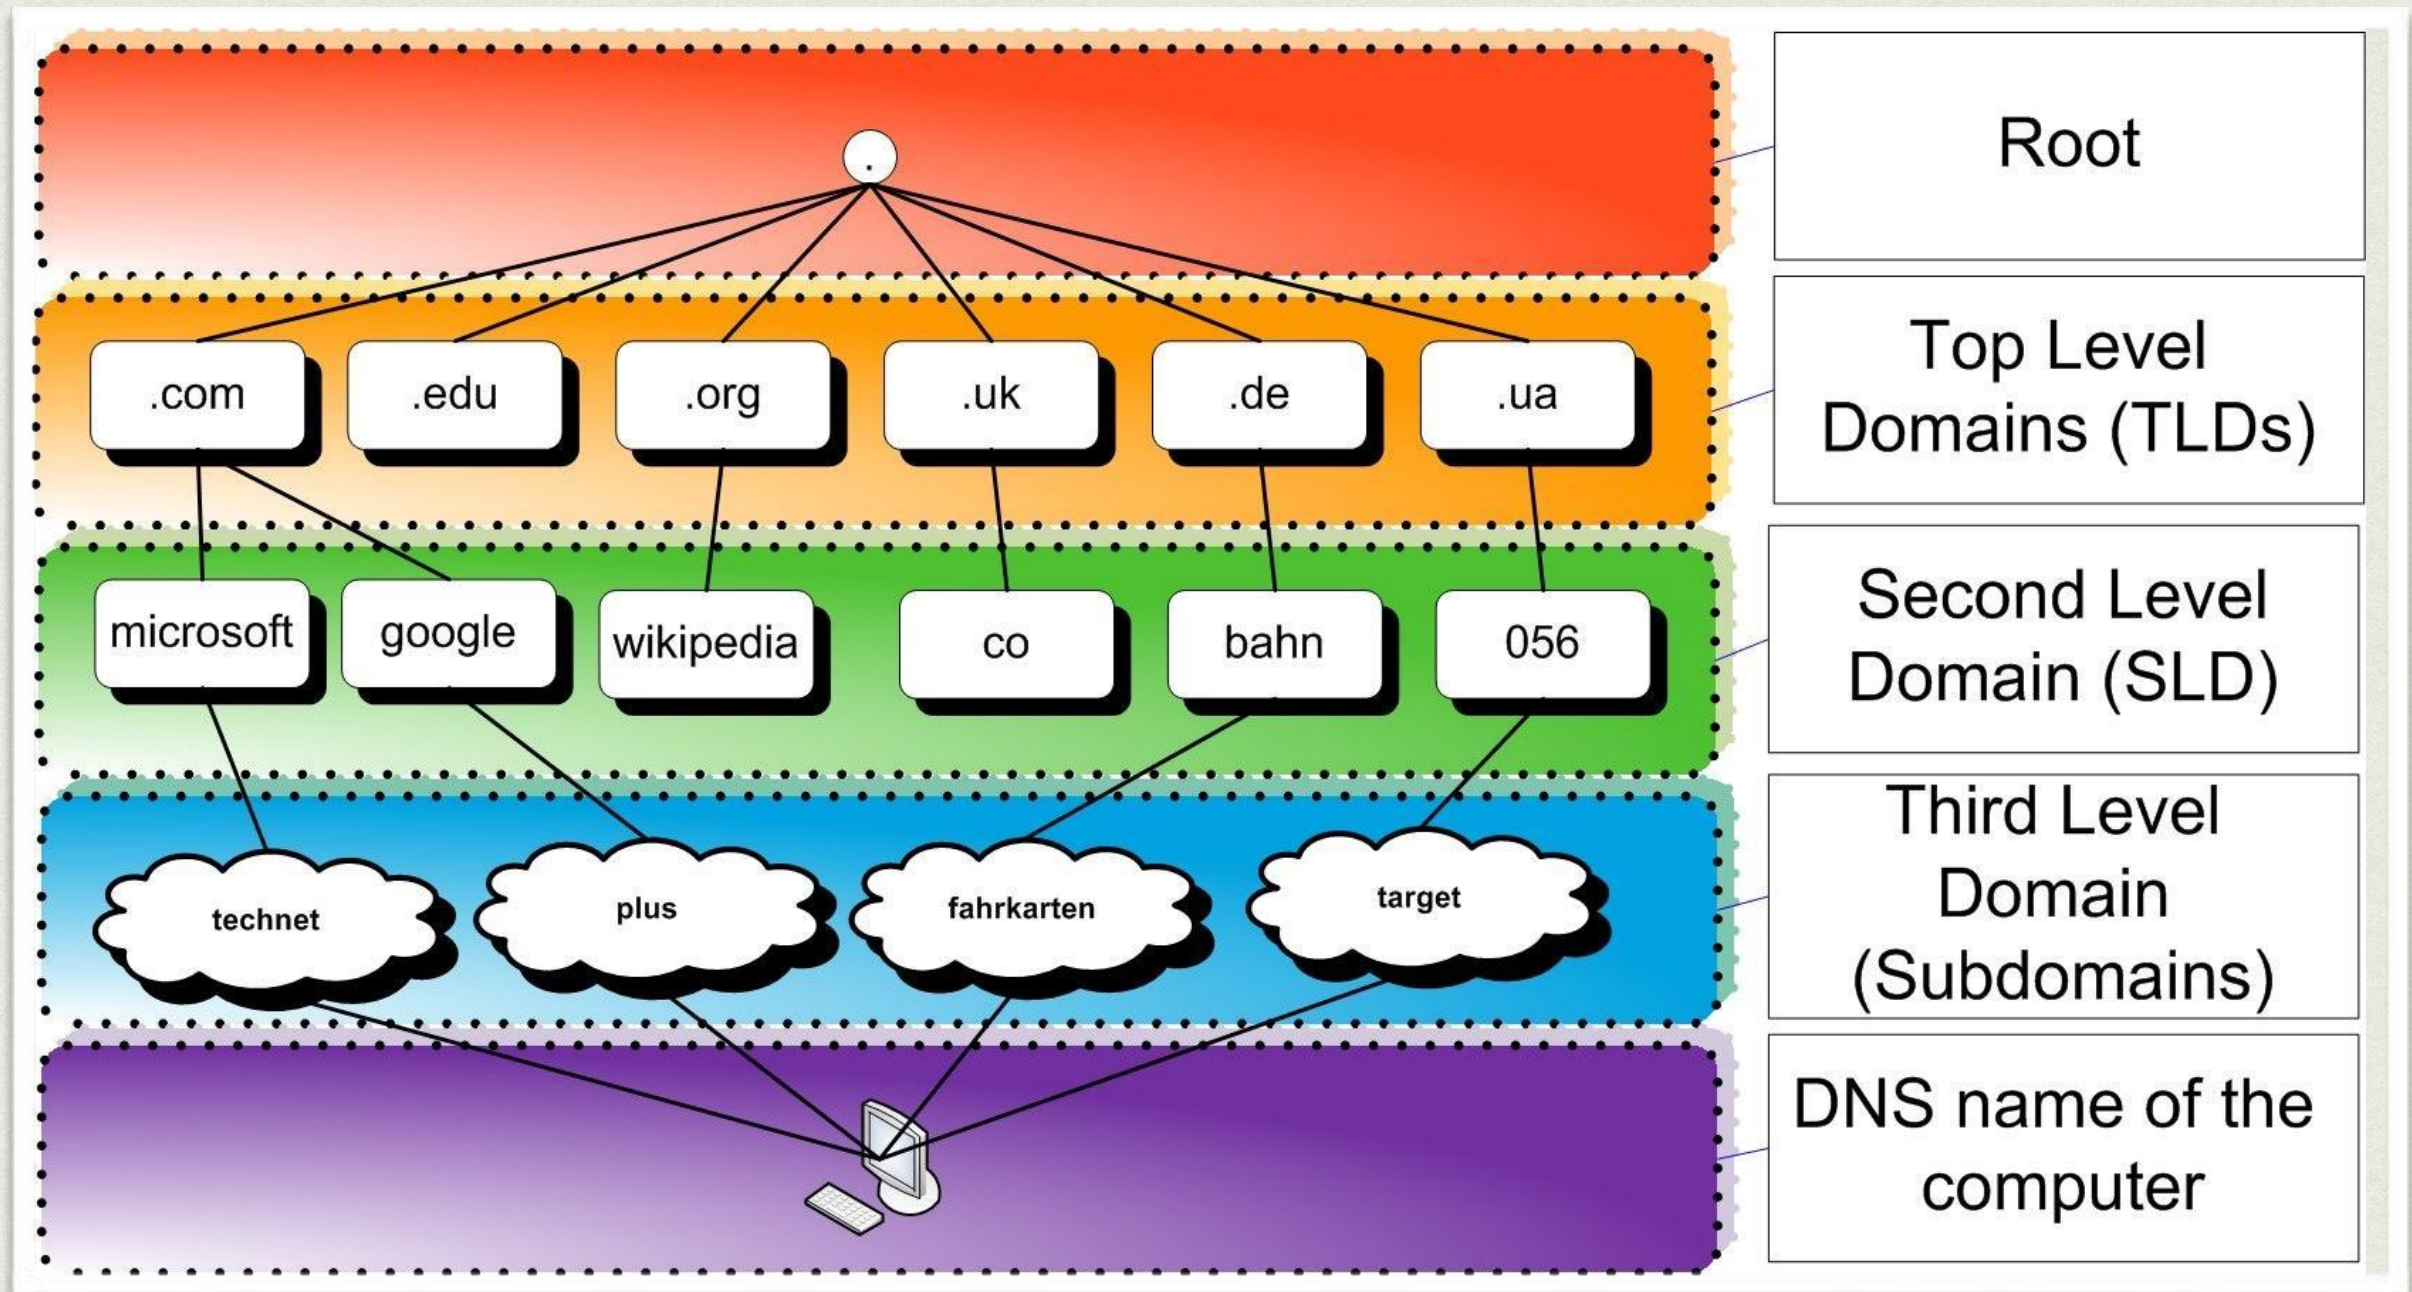 .
Root
.com
.edu
.org
.uk
.de
.ua
Top Level
Domains (TLDs)
microsoft
google
wikipedia
co
bahn
056
Second Level
Domain (SLD)
technet
plus
fahrkarten
target
Third Level
Domain
(Subdomains)
DNS name of the
computer